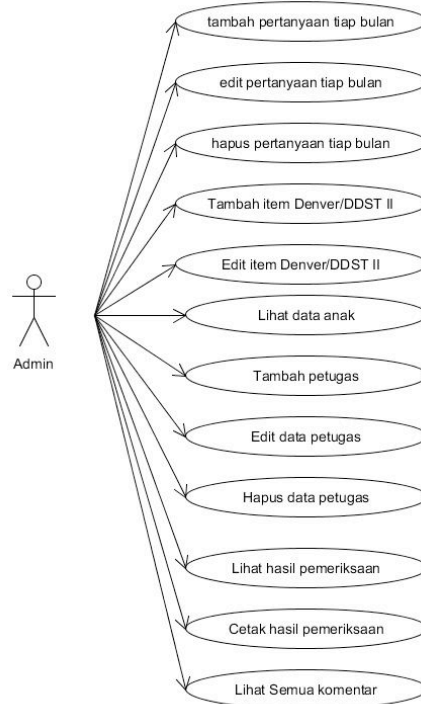 tambah pertanyaan tiap bulan
edit pertanyaan tiap bulan
hapus pertanyaan tiap bulan
Tambah item Denver/DDST II
Edit item Denver/DDST II
Lihat data anak
Admin
Tambah petugas
Edit data petugas
Hapus data petugas
Lihat hasil pemeriksaan
Cetak hasil pemeriksaan
Lihat Semua komentar